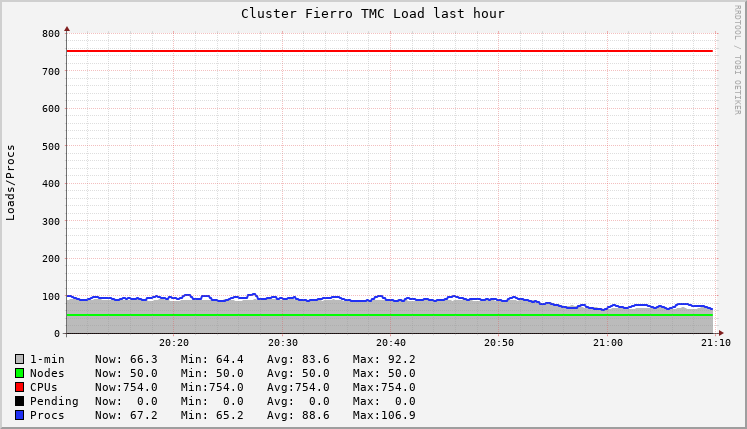 Cluster Fierro TMC Load last hour
RRDTOOL / TOBI OETIKER
Loads/Procs
800
700
600
500
400
300
200
100
0
20:20 20:30 20:40 20:50 21:00 21:10
1-min Now: 66.3 Min: 64.4 Avg: 83.6 Max: 92.2
Nodes Now: 50.0 Min: 50.0 Avg: 50.0 Max: 50.0
CPUs Now:754.0 Min:754.0 Avg:754.0 Max:754.0
Pending Now: 0.0 Min: 0.0 Avg: 0.0 Max: 0.0
Procs Now: 67.2 Min: 65.2 Avg: 88.6 Max:106.9